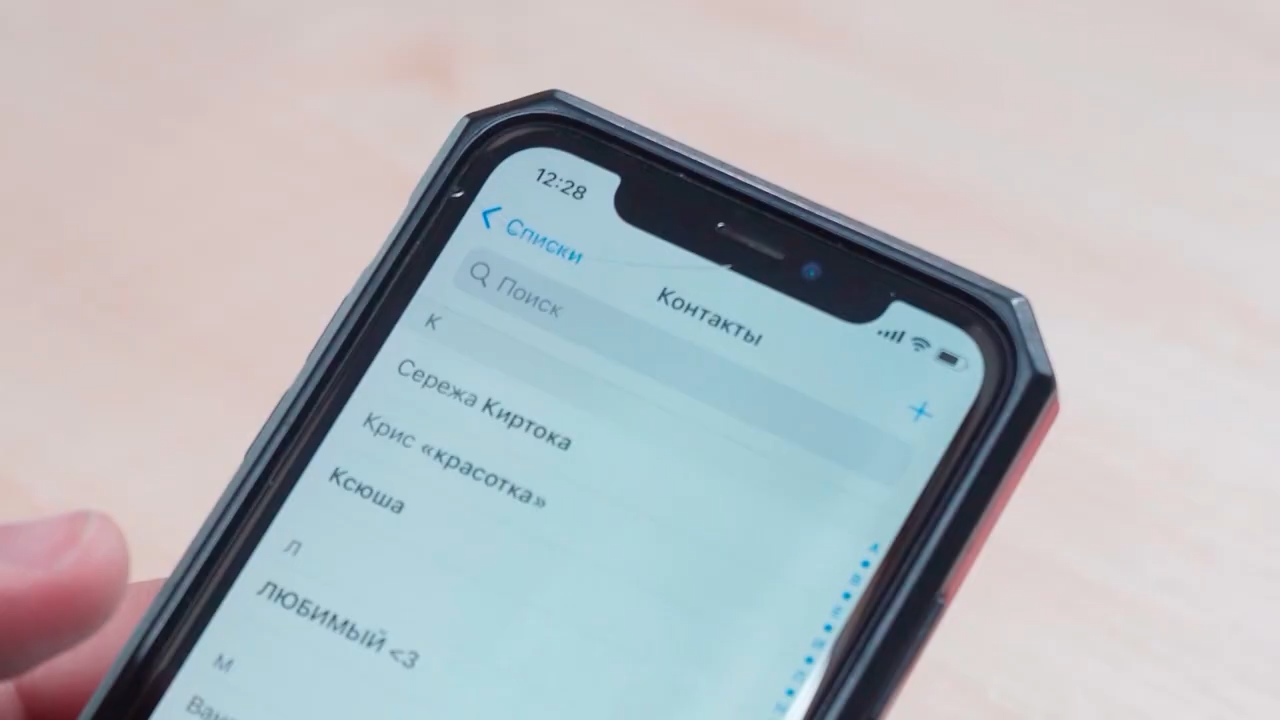 12:28
Списки
Контакты
Поиск
К
Сережа Киртока
Крис «красотка»
Ксюша
Л
ЛЮБИМЫЙ <3
М